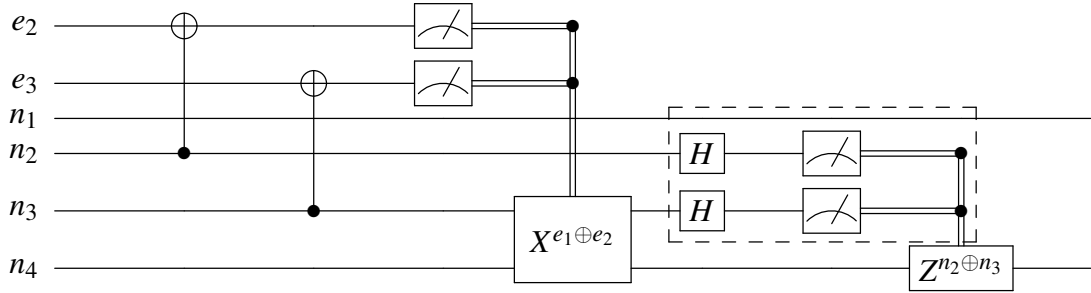 e₂
e₃
n₁
n₂ H
n₃ X^{e₁⊕e₂} H
n₄ Z^{n₂⊕n₃}